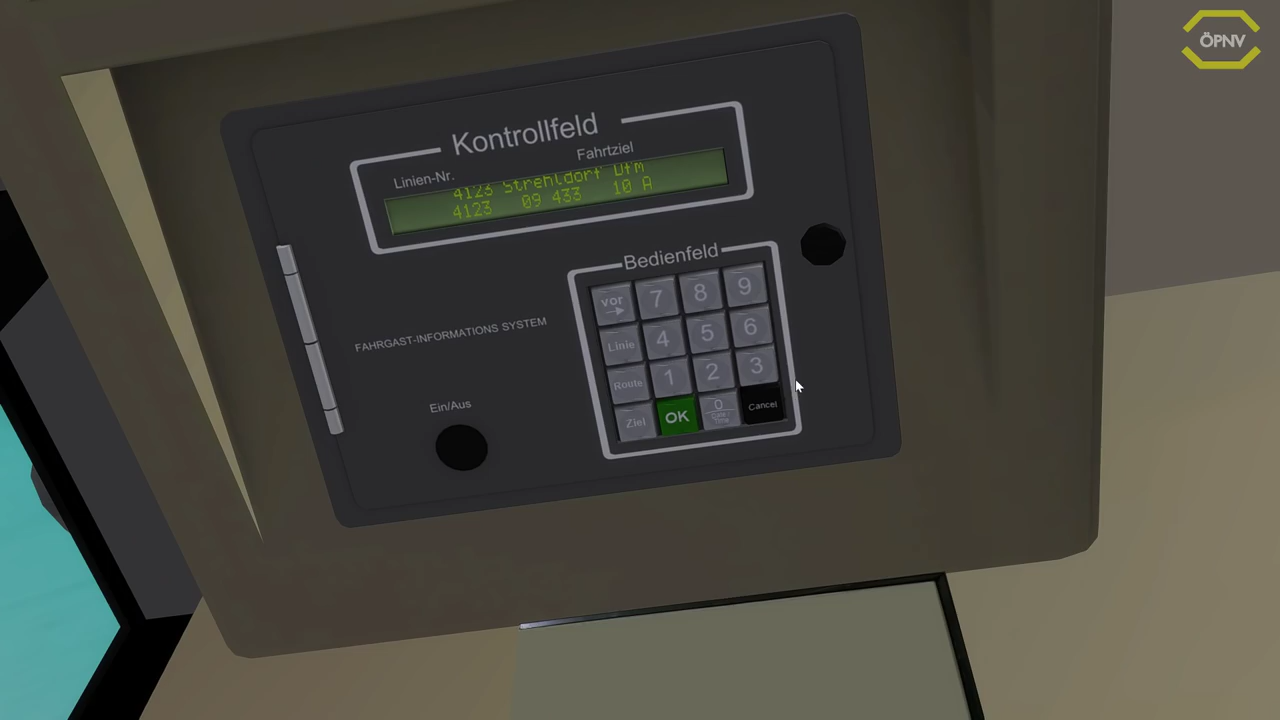 ÖPNV
Kontrollfeld
Linien-Nr.
Fahrtziel
4123 Strehldorf Dfm
4123 09 433 10 A
Bedienfeld
vor 7 8 9
Linie 4 5 6
Route 1 2 3
Ziel OK 0 Cancel
FAHRGAST-INFORMATIONS SYSTEM
Ein/Aus